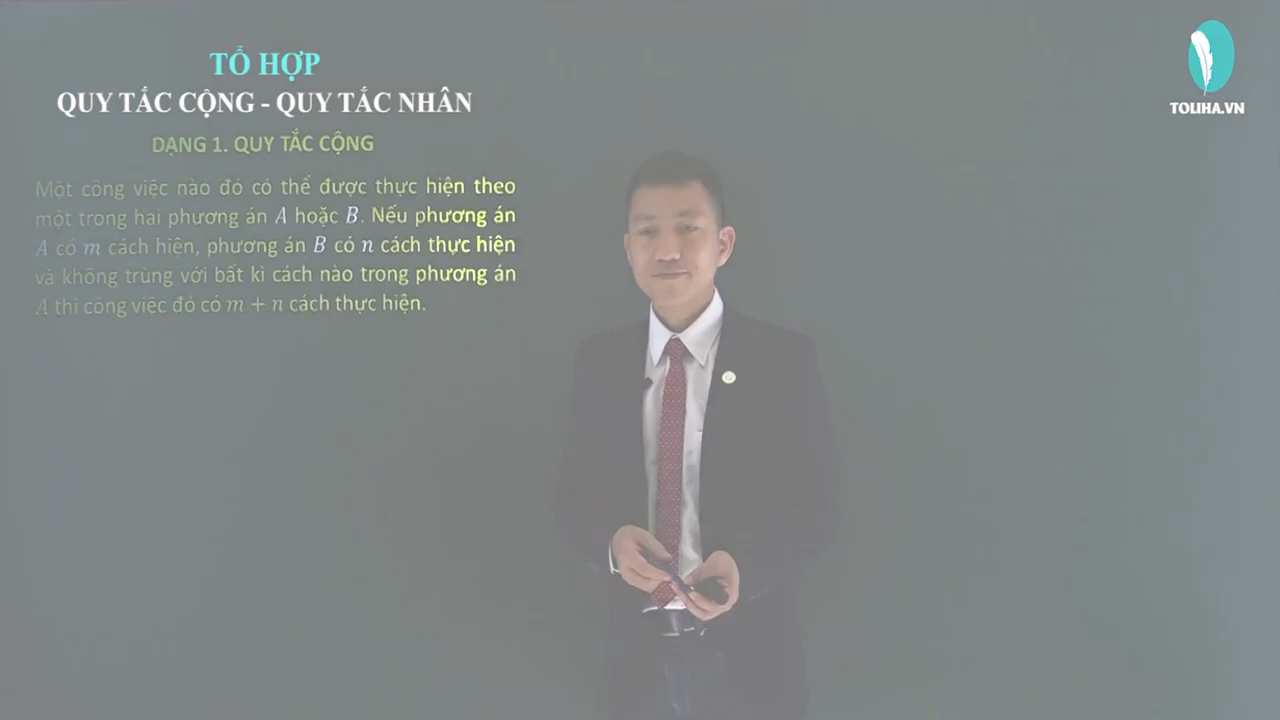 TỔ HỢP
QUY TẮC CỘNG - QUY TẮC NHÂN
DẠNG 1. QUY TẮC CỘNG
Một công việc nào đó có thể được thực hiện theo
một trong hai phương án A hoặc B. Nếu phương án
A có m cách hiện, phương án B có n cách thực hiện
và không trùng với bất kì cách nào trong phương án
A thì công việc đó có m + n cách thực hiện.
TOLIHA.VN